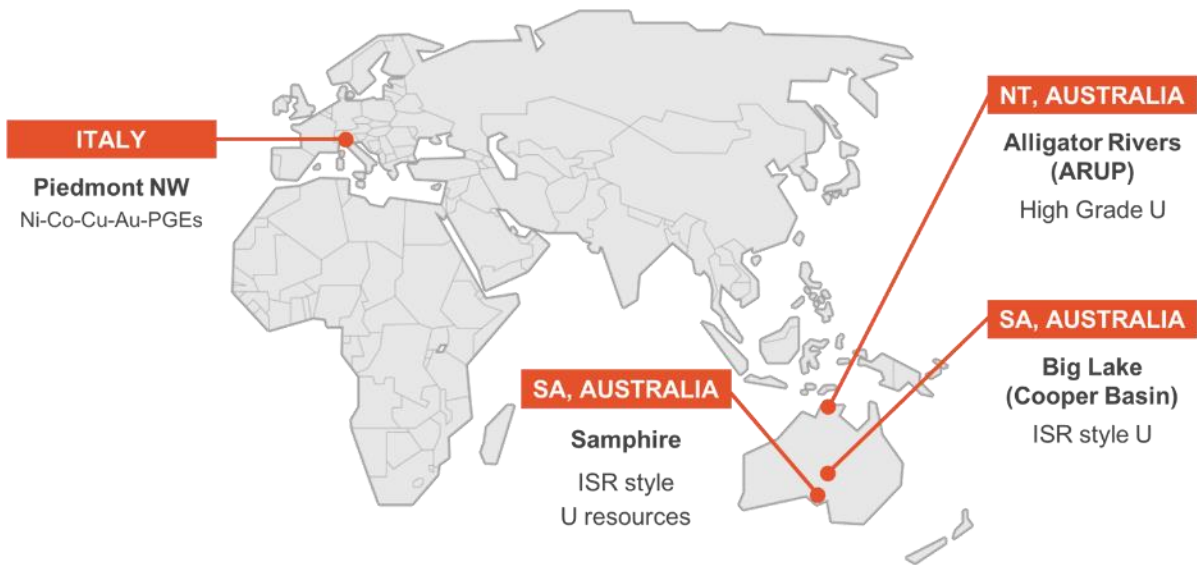 ITALY
Piedmont NW
Ni-Co-Cu-Au-PGEs
NT, AUSTRALIA
Alligator Rivers
(ARUP)
High Grade U
SA, AUSTRALIA
Big Lake
(Cooper Basin)
ISR style U
SA, AUSTRALIA
Samphire
ISR style
U resources